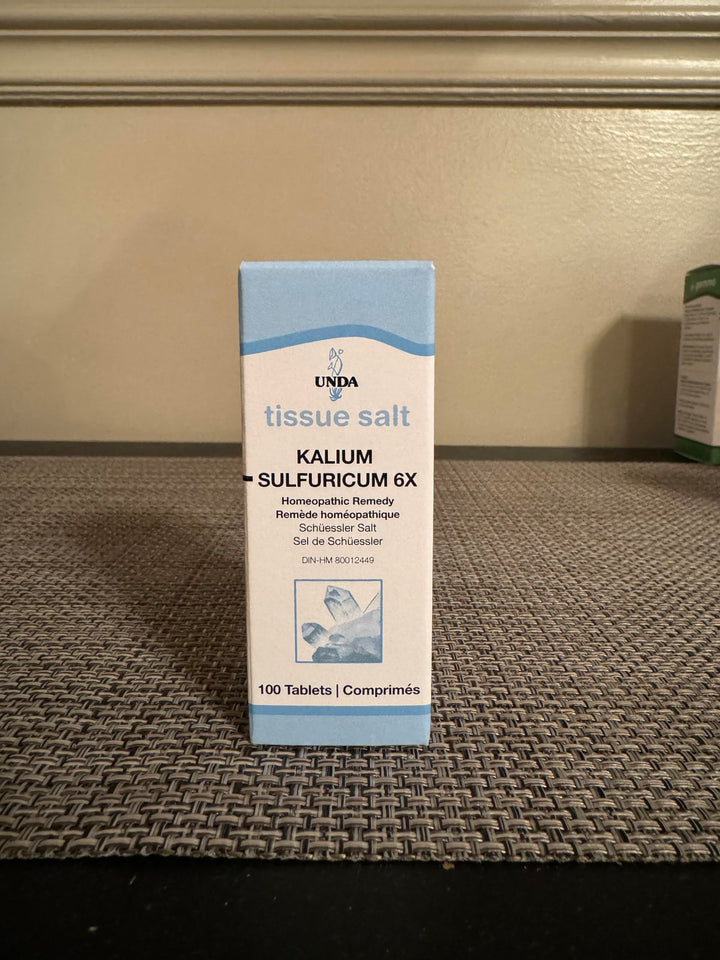 UNDA
tissue salt
KALIUM
SULFURICUM 6X
Homeopathic Remedy
Remède homéopathique
Schüessler Salt
Sel de Schüessler
DIN-HM 80012449
100 Tablets | Comprimés